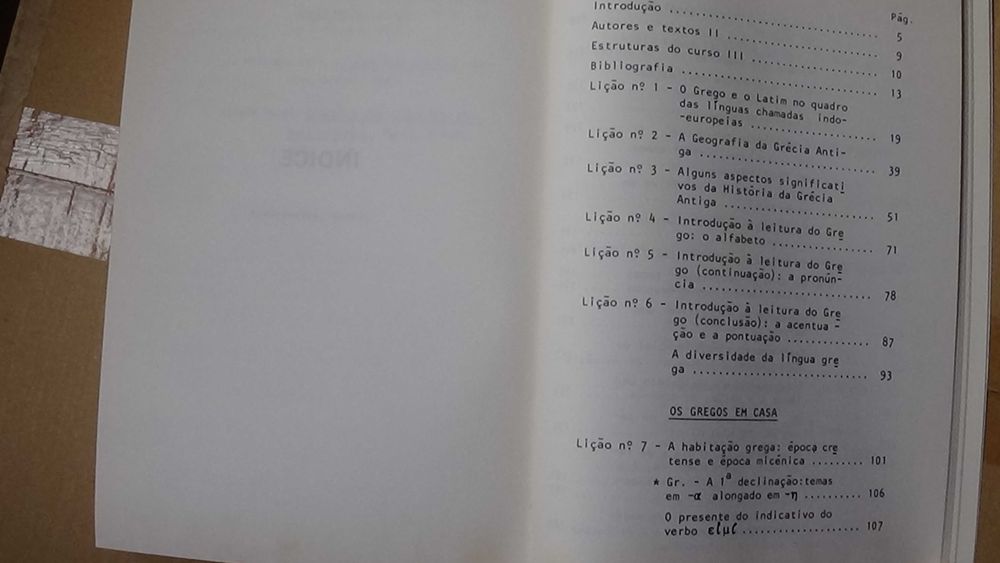 Pág.
Introdução ........................ 5
Autores e textos II ........................ 9
Estruturas do curso III ........................ 10
Bibliografia ........................ 13
Lição nº 1 - O Grego e o Latim no quadro
das línguas chamadas indo-
-europeias ........................ 19
Lição nº 2 - A Geografia da Grécia Anti-
ga ........................ 39
Lição nº 3 - Alguns aspectos significati
vos da História da Grécia
Antiga ........................ 51
Lição nº 4 - Introdução à leitura do Gre
go: o alfabeto ............... 71
Lição nº 5 - Introdução à leitura do Gre
go (continuação): a pronún-
cia ........................ 78
Lição nº 6 - Introdução à leitura do Gre
go (conclusão): a acentua -
ção e a pontuação ............ 87
A diversidade da língua gre
ga ........................ 93
OS GREGOS EM CASA
Lição nº 7 - A habitação grega: época cre
tense e época micénica ......... 101
* Gr. - A 1ª declinação:temas
em -α alongado em -η .......... 106
O presente do indicativo do
verbo εἰμί .................... 107
ÍNDICE